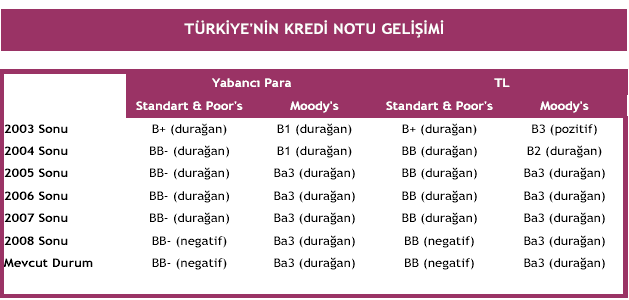 TÜRKİYE'NİN KREDİ NOTU GELİŞİMİ
Yabancı Para TL
Standart & Poor's Moody's Standart & Poor's Moody's
2003 Sonu B+ (durağan) B1 (durağan) B+ (durağan) B3 (pozitif)
2004 Sonu BB- (durağan) B1 (durağan) BB (durağan) B2 (durağan)
2005 Sonu BB- (durağan) Ba3 (durağan) BB (durağan) Ba3 (durağan)
2006 Sonu BB- (durağan) Ba3 (durağan) BB (durağan) Ba3 (durağan)
2007 Sonu BB- (durağan) Ba3 (durağan) BB (durağan) Ba3 (durağan)
2008 Sonu BB- (negatif) Ba3 (durağan) BB (negatif) Ba3 (durağan)
Mevcut Durum BB- (negatif) Ba3 (durağan) BB (negatif) Ba3 (durağan)